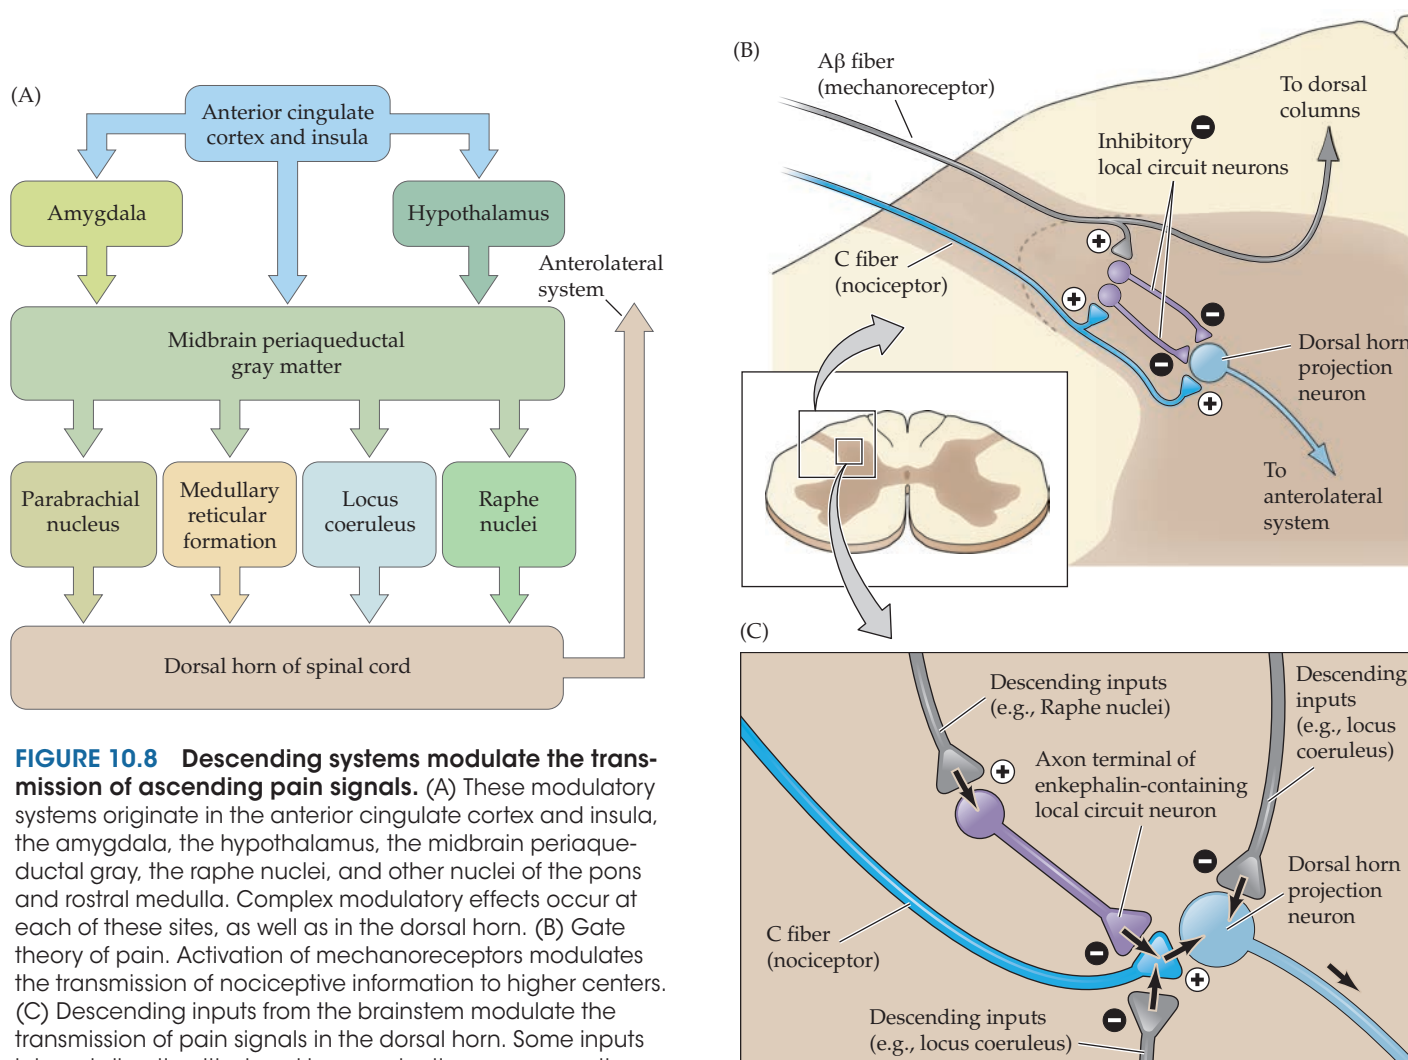 (A)
Anterior cingulate
cortex and insula
Amygdala
Hypothalamus
Anterolateral
system
Midbrain periaqueductal
gray matter
Parabrachial
nucleus
Medullary
reticular
formation
Locus
coeruleus
Raphe
nuclei
Dorsal horn of spinal cord
FIGURE 10.8 Descending systems modulate the trans-
mission of ascending pain signals. (A) These modulatory
systems originate in the anterior cingulate cortex and insula,
the amygdala, the hypothalamus, the midbrain periaque-
ductal gray, the raphe nuclei, and other nuclei of the pons
and rostral medulla. Complex modulatory effects occur at
each of these sites, as well as in the dorsal horn. (B) Gate
theory of pain. Activation of mechanoreceptors modulates
the transmission of nociceptive information to higher centers.
(C) Descending inputs from the brainstem modulate the
transmission of pain signals in the dorsal horn. Some inputs
(B)
Aβ fiber
(mechanoreceptor)
To dorsal
columns
Inhibitory
local circuit neurons
C fiber
(nociceptor)
Dorsal horn
projection
neuron
To
anterolateral
system
(C)
Descending inputs
(e.g., Raphe nuclei)
Descending
inputs
(e.g., locus
coeruleus)
Axon terminal of
enkephalin-containing
local circuit neuron
Dorsal horn
projection
neuron
C fiber
(nociceptor)
Descending inputs
(e.g., locus coeruleus)